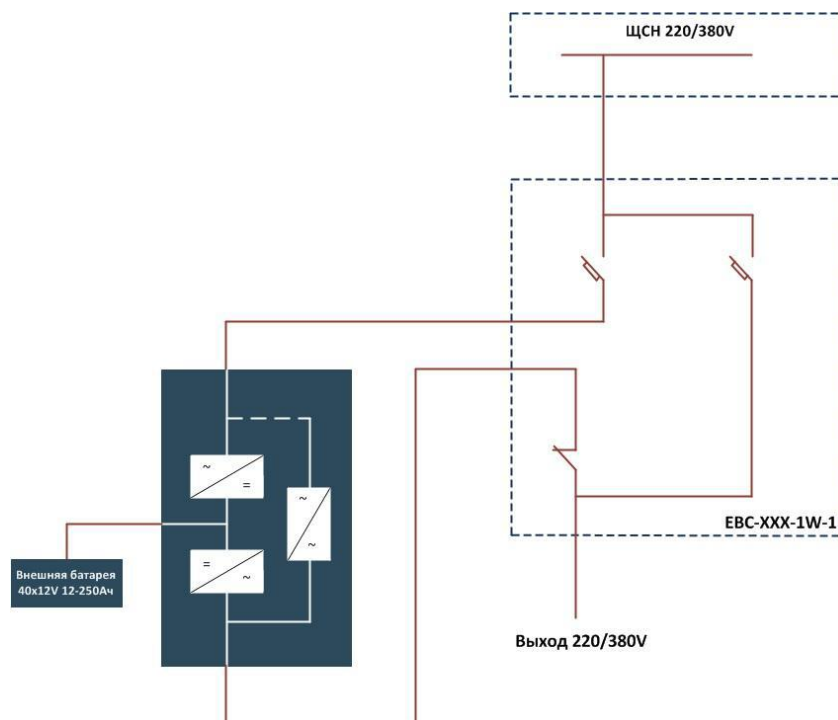 ЩСН 220/380V
~
=
~
~
=
~
Внешняя батарея
40x12V 12-250Ач
EBC-XXX-1W-1
Выход 220/380V